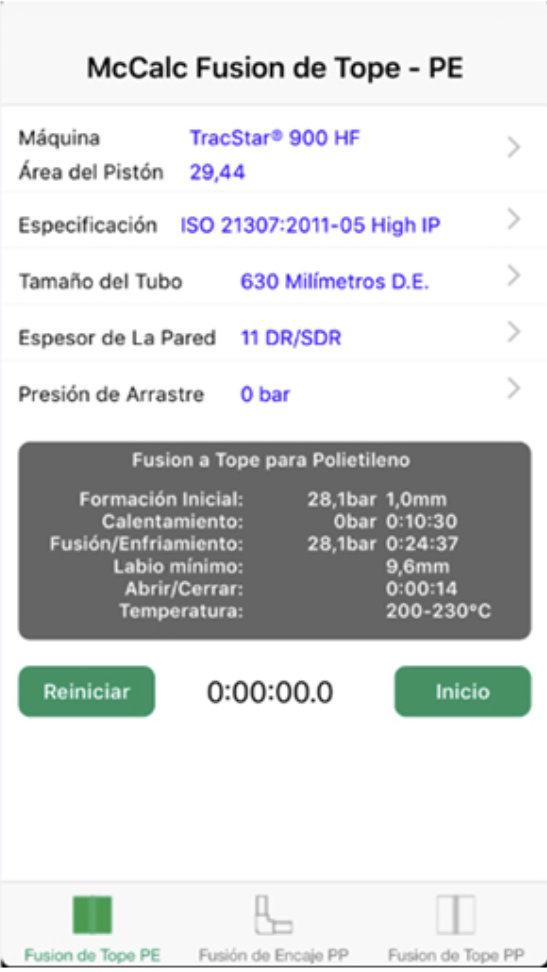 McCalc Fusion de Tope - PE
Máquina TracStar® 900 HF
Área del Pistón 29,44
Especificación ISO 21307:2011-05 High IP
Tamaño del Tubo 630 Milímetros D.E.
Espesor de La Pared 11 DR/SDR
Presión de Arrastre 0 bar
Fusion a Tope para Polietileno
Formación Inicial: 28,1bar 1,0mm
Calentamiento: 0bar 0:10:30
Fusión/Enfriamiento: 28,1bar 0:24:37
Labio mínimo: 9,6mm
Abrir/Cerrar: 0:00:14
Temperatura: 200-230°C
Reiniciar 0:00:00.0 Inicio
Fusion de Tope PE Fusión de Encaje PP Fusion de Tope PP